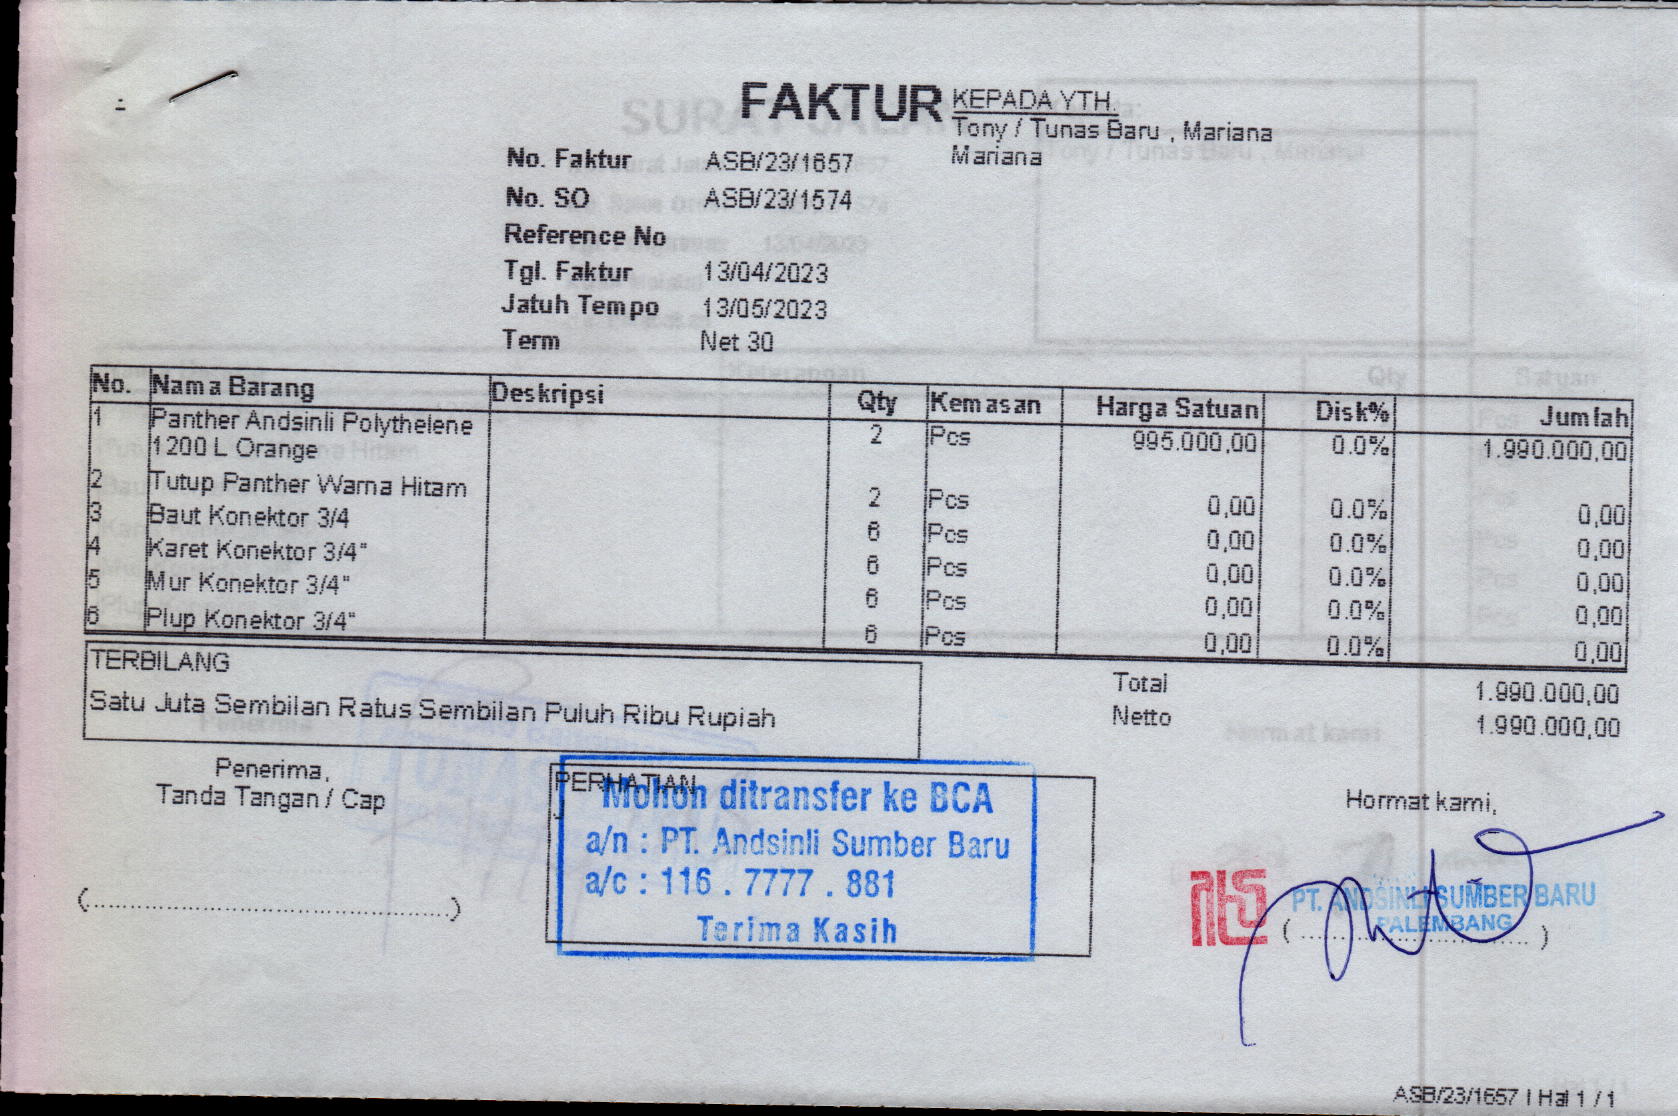 FAKTUR
KEPADA YTH.
Tony / Tunas Baru , Mariana
Mariana
No. Faktur ASB/23/1657
No. SO ASB/23/1574
Reference No
Tgl. Faktur 13/04/2023
Jatuh Tempo 13/05/2023
Term Net 30
No. Nama Barang Deskripsi Qty Kemasan Harga Satuan Disk% Jumlah
1 Panther Andsinli Polythelene 2 Pcs 995.000,00 0.0% 1.990.000,00
1200 L Orange
2 Tutup Panther Warna Hitam 2 Pcs 0,00 0.0% 0,00
3 Baut Konektor 3/4 6 Pcs 0,00 0.0% 0,00
4 Karet Konektor 3/4" 6 Pcs 0,00 0.0% 0,00
5 Mur Konektor 3/4" 6 Pcs 0,00 0.0% 0,00
6 Plup Konektor 3/4" 6 Pcs 0,00 0.0% 0,00
TERBILANG
Satu Juta Sembilan Ratus Sembilan Puluh Ribu Rupiah
Total 1.990.000,00
Netto 1.990.000,00
Penerima,
Tanda Tangan / Cap
(........................................)
PERHATIAN
Mohon ditransfer ke BCA
a/n : PT. Andsinli Sumber Baru
a/c : 116 . 7777 . 881
Terima Kasih
Hormat kami,
PT. ANDSINLI SUMBER BARU
PALEMBANG
(..............................)
ASB/23/1657 | Hal 1 / 1